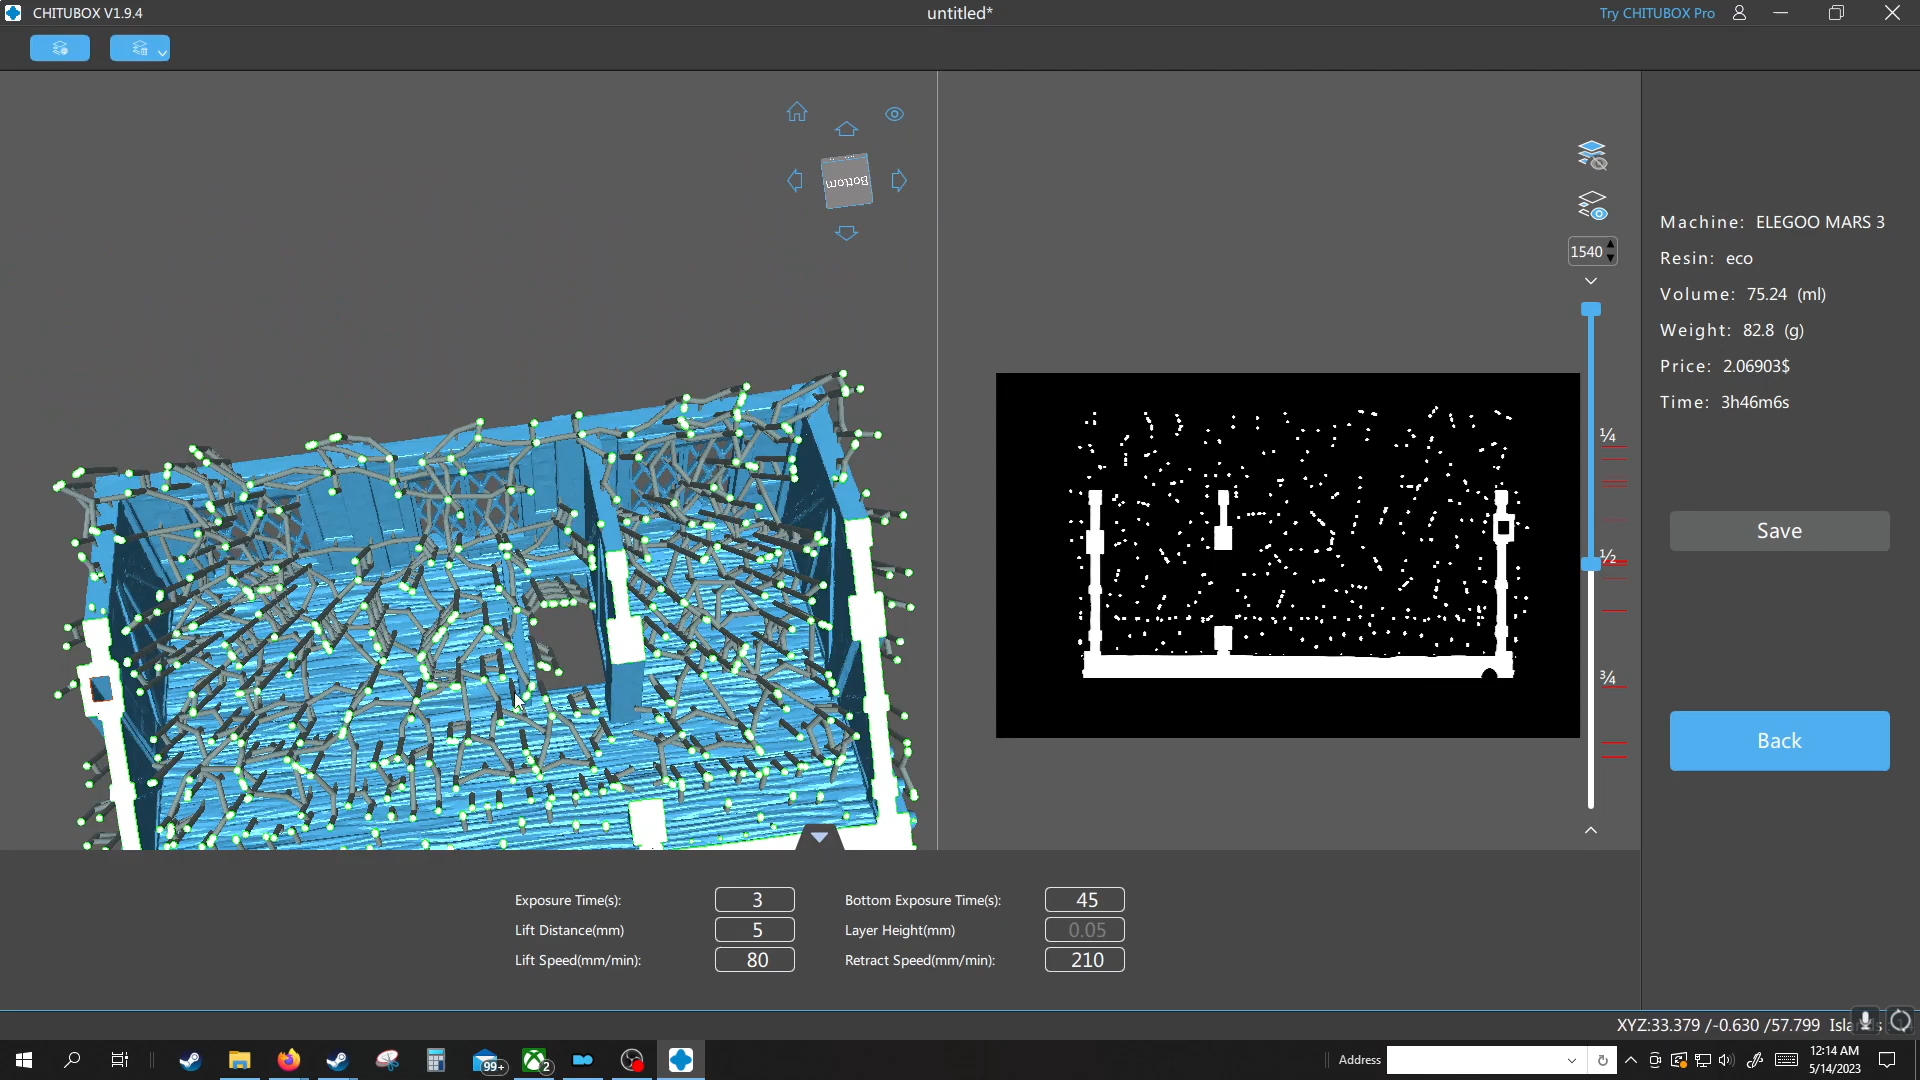 CHITUBOX V1.9.4
untitled*
Try CHITUBOX Pro
Bottom
1540
Machine: ELEGOO MARS 3
Resin: eco
Volume: 75.24 (ml)
Weight: 82.8 (g)
Price: 2.06903$
Time: 3h46m6s
¼
½
¾
Save
Back
Exposure Time(s): 3 Bottom Exposure Time(s): 45
Lift Distance(mm) 5 Layer Height(mm) 0.05
Lift Speed(mm/min): 80 Retract Speed(mm/min): 210
XYZ:33.379 /-0.630 /57.799
99+
2
Address
12:14 AM
5/14/2023